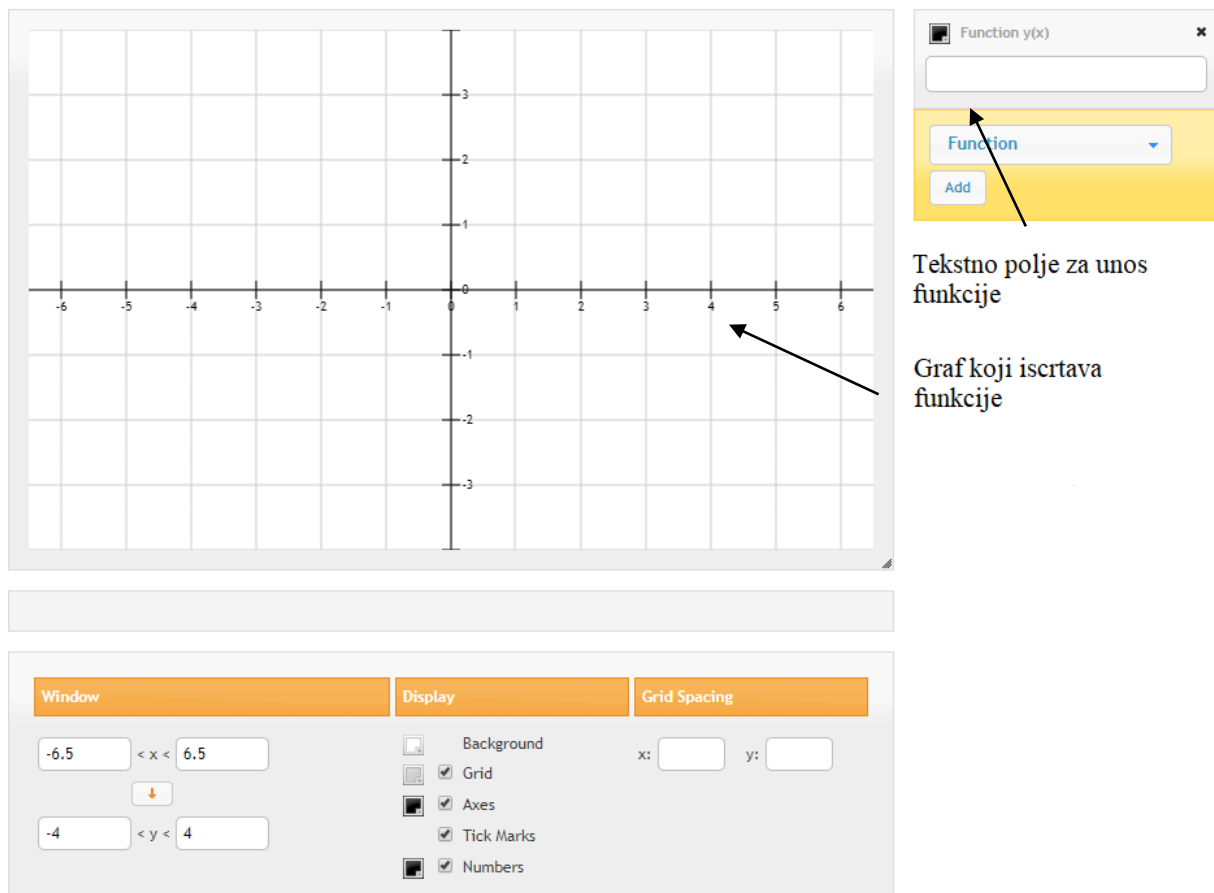 Function y(x)
Function
Add
Tekstno polje za unos
funkcije
Graf koji iscrtava
funkcije
3
2
1
0
-6 -5 -4 -3 -2 -1 0 1 2 3 4 5 6
-1
-2
-3
Window
-6.5 < x < 6.5
-4 < y < 4
Display
Background
Grid
Axes
Tick Marks
Numbers
Grid Spacing
x: y: